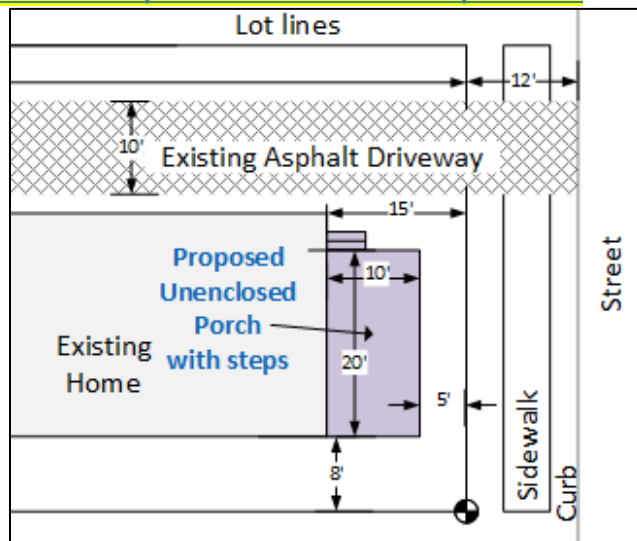 Lot lines
12'
10'
Existing Asphalt Driveway
15'
Proposed
Unenclosed
Porch
with steps
10'
Existing
Home
20'
5'
8'
Sidewalk
Curb
Street